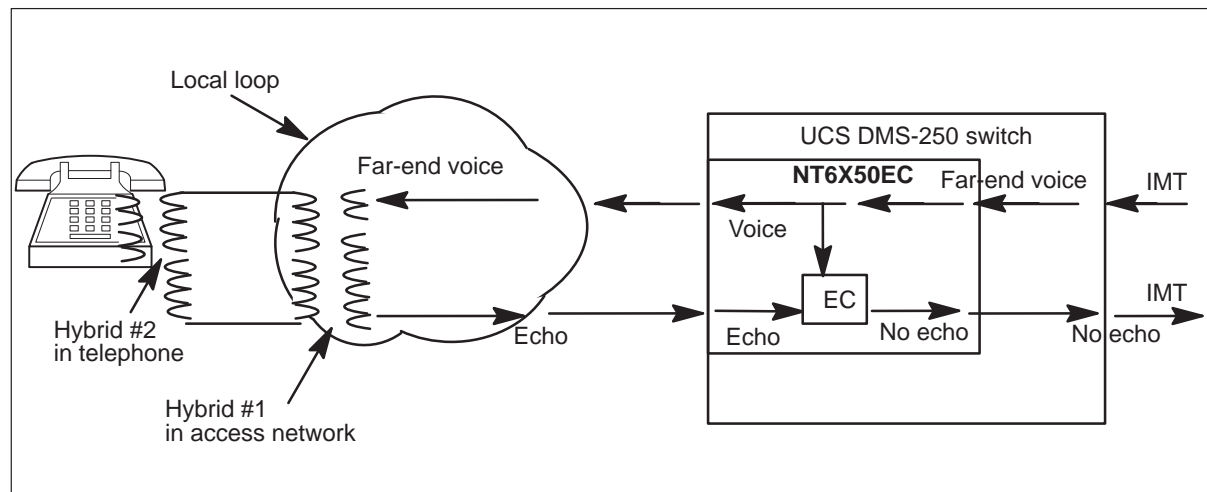 Local loop
UCS DMS-250 switch
Far-end voice
NT6X50EC
Far-end voice
IMT
Voice
EC
IMT
Echo
Echo
No echo
No echo
Hybrid #2
in telephone
Hybrid #1
in access network